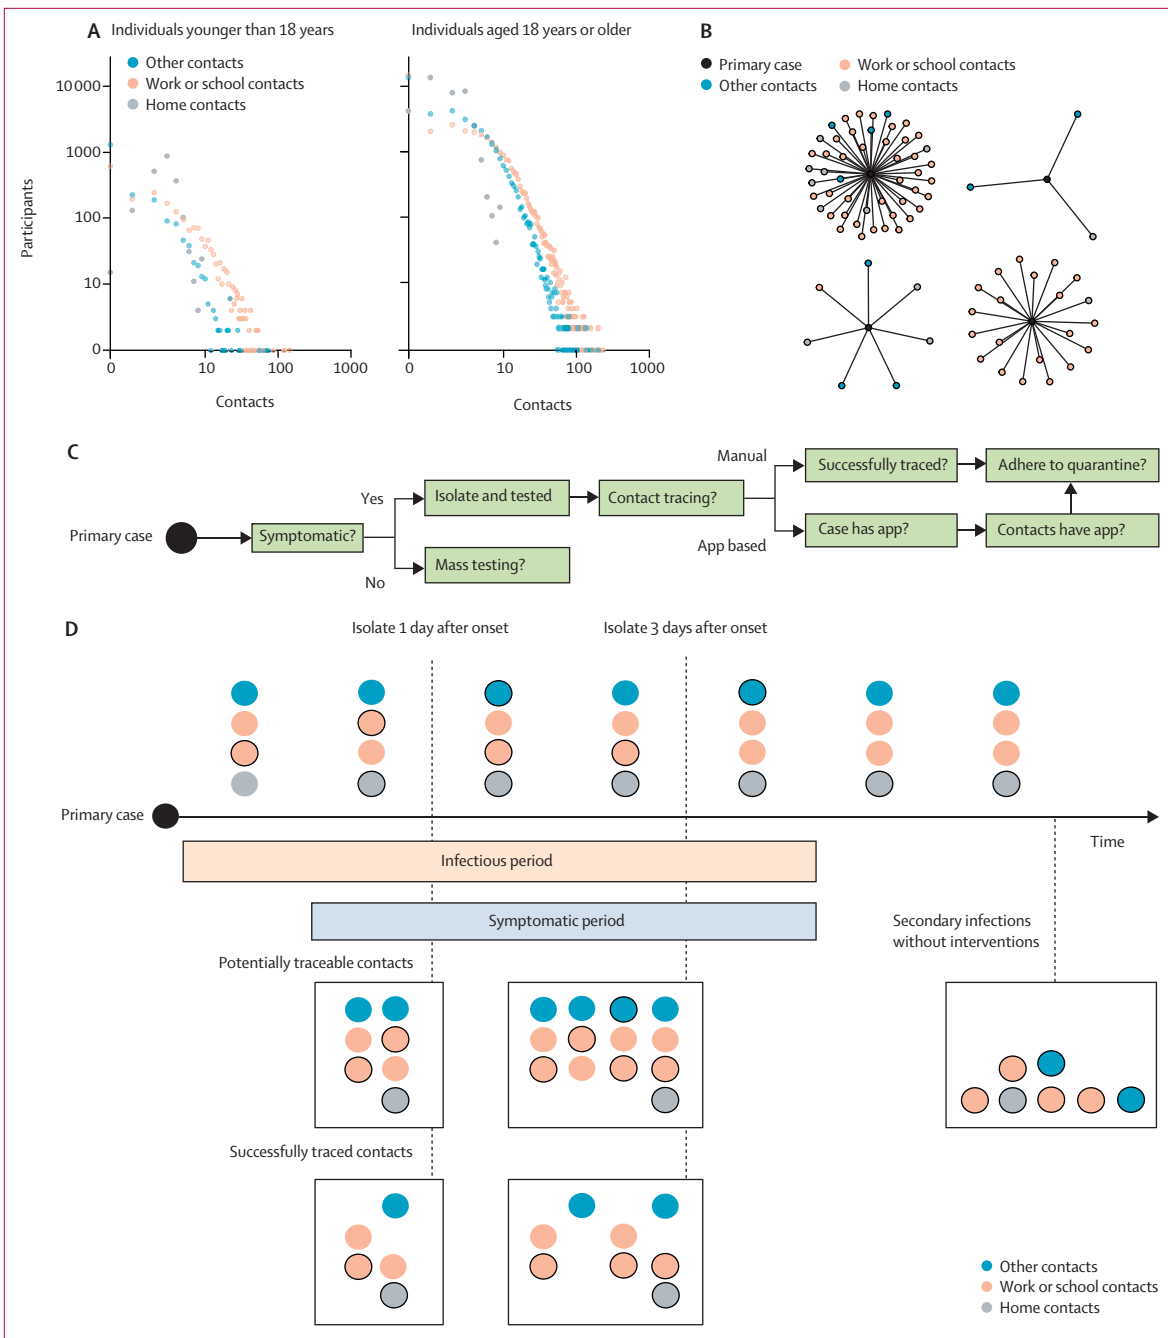 A
Individuals younger than 18 years
Individuals aged 18 years or older
Other contacts
Work or school contacts
Home contacts
Participants
10 000
1000
100
10
0
0
10
100
1000
Contacts
0
10
100
1000
Contacts
B
Primary case
Work or school contacts
Other contacts
Home contacts
C
Primary case
Symptomatic?
Yes
No
Isolate and tested
Mass testing?
Contact tracing?
Manual
App based
Successfully traced?
Adhere to quarantine?
Case has app?
Contacts have app?
D
Isolate 1 day after onset
Isolate 3 days after onset
Primary case
Time
Infectious period
Symptomatic period
Secondary infections
without interventions
Potentially traceable contacts
Successfully traced contacts
Other contacts
Work or school contacts
Home contacts